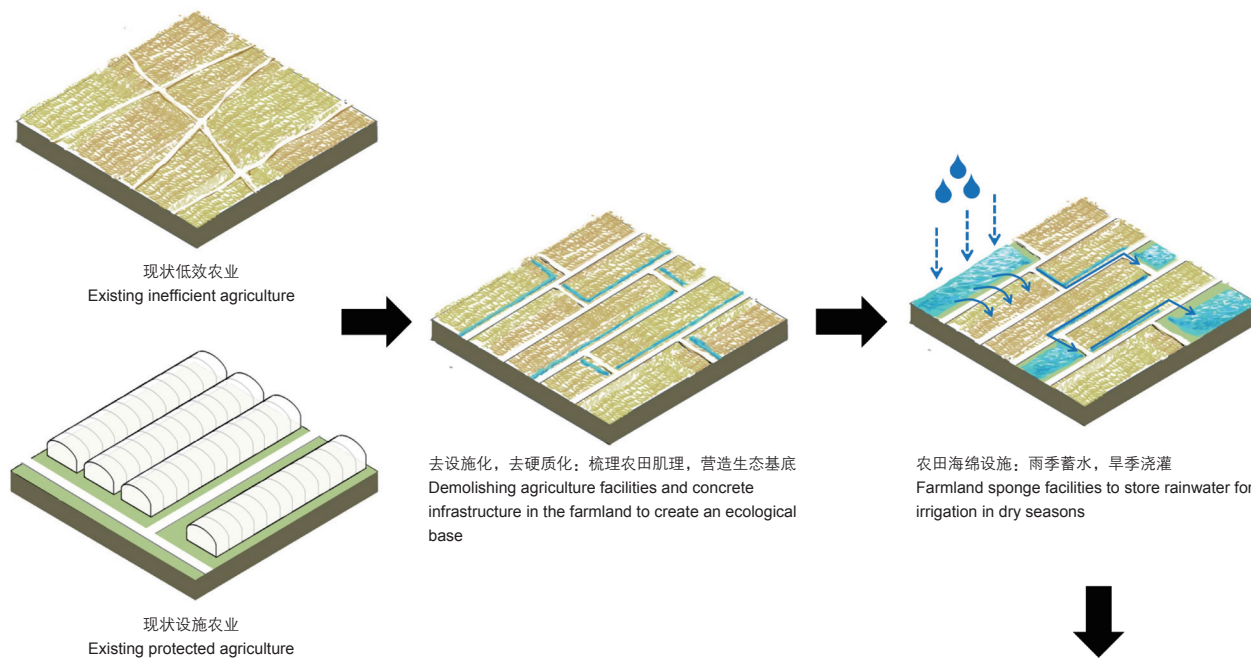 现状低效农业
Existing inefficient agriculture
现状设施农业
Existing protected agriculture
去设施化，去硬质化；梳理农田肌理，营造生态基底
Demolishing agriculture facilities and concrete
infrastructure in the farmland to create an ecological
base
农田海绵设施：雨季蓄水，旱季浇灌
Farmland sponge facilities to store rainwater for
irrigation in dry seasons